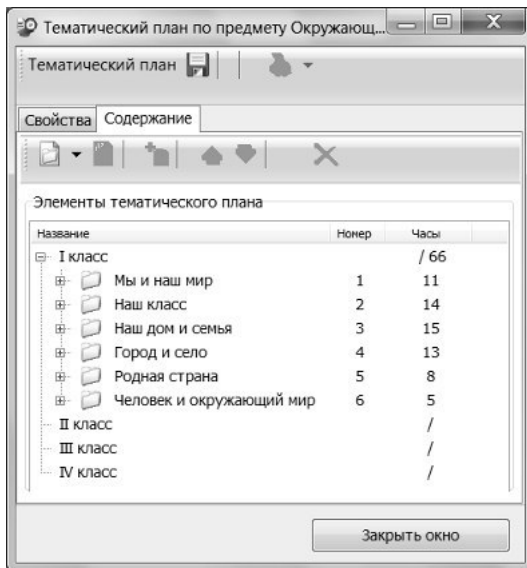 Тематический план по предмету Окружающ...
Тематический план
Свойства Содержание
Элементы тематического плана
Название Номер Часы
I класс / 66
Мы и наш мир 1 11
Наш класс 2 14
Наш дом и семья 3 15
Город и село 4 13
Родная страна 5 8
Человек и окружающий мир 6 5
II класс /
III класс /
IV класс /
Закрыть окно